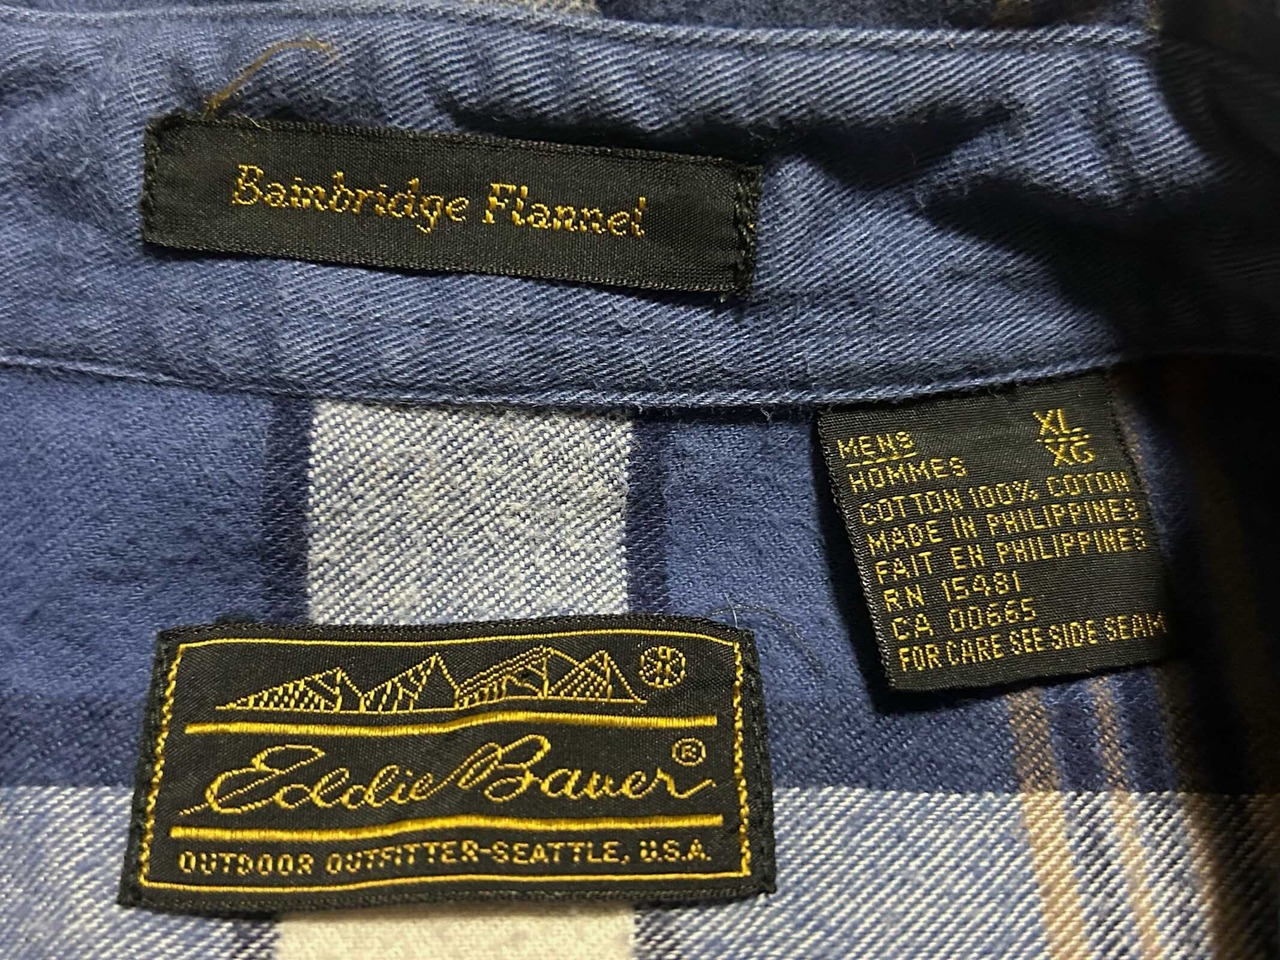 Bainbridge Flannel
MENS XL
HOMMES XG
COTTON 100% COTON
MADE IN PHILIPPINES
FAIT EN PHILIPPINES
RN 15481
CA 00665
FOR CARE SEE SIDE SEAM
Eddie Bauer®
OUTDOOR OUTFITTER-SEATTLE, U.S.A.